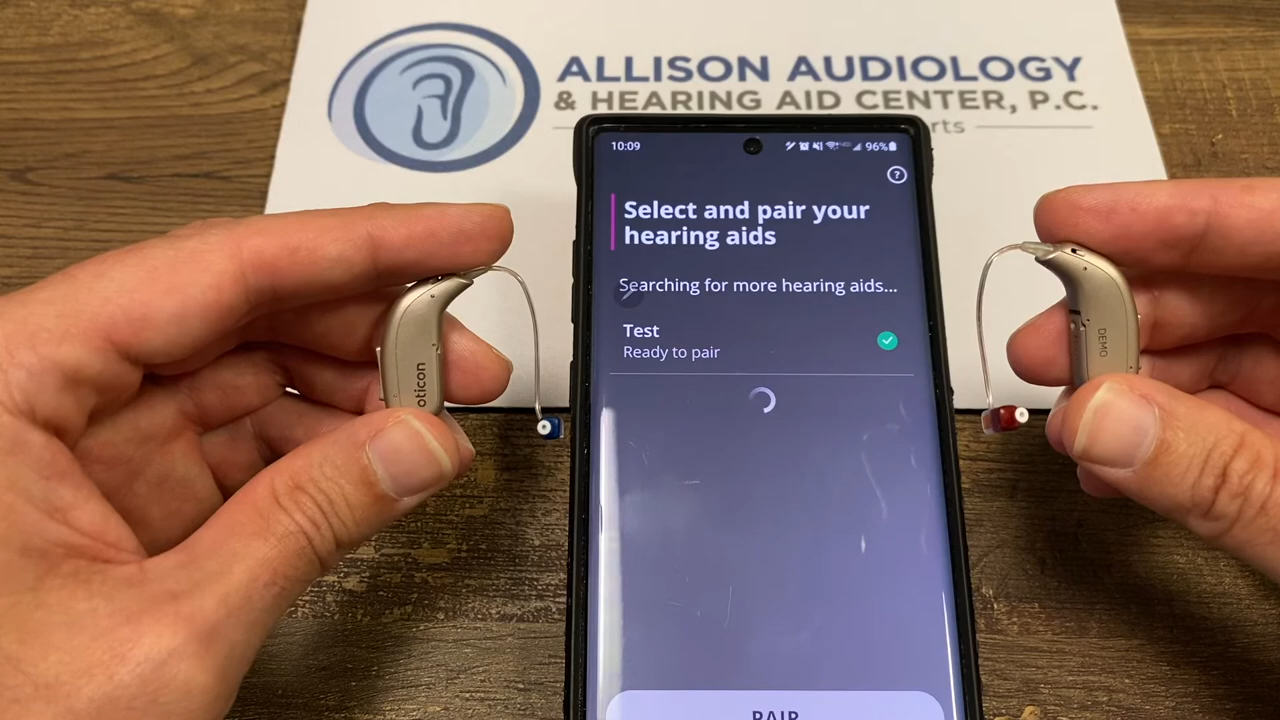 ALLISON AUDIOLOGY
& HEARING AID CENTER, P.C.
rts
10:09
96%
?
Select and pair your
hearing aids
Searching for more hearing aids...
Test
Ready to pair
PAIR
oticon
DEMO